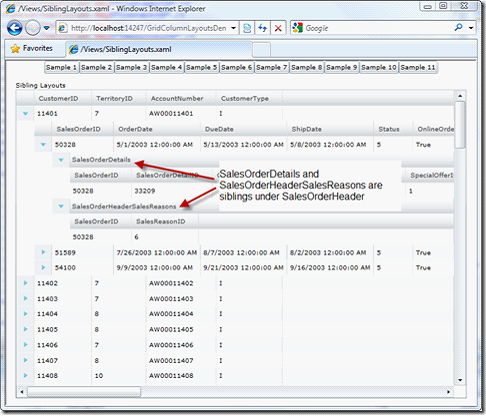 /Views/SiblingLayouts.xaml - Windows Internet Explorer
http://localhost:14247/GridColumnLayoutsDen
Google
Favorites /Views/SiblingLayouts.xaml
Sample 1 Sample 2 Sample 3 Sample 4 Sample 5 Sample 6 Sample 7 Sample 8 Sample 9 Sample 10 Sample 11
Sibling Layouts
CustomerID TerritoryID AccountNumber CustomerType
11401 7 AW00011401 I
SalesOrderID OrderDate DueDate ShipDate Status OnlineOrde
50328 5/1/2003 12:00:00 AM 5/13/2003 12:00:00 AM 5/8/2003 12:00:00 AM 5 True
SalesOrderDetails
SalesOrderID SalesOrderDetailID SpecialOfferI
50328 33209 1
SalesOrderDetails and
SalesOrderHeaderSalesReasons are
siblings under SalesOrderHeader
SalesOrderHeaderSalesReasons
SalesOrderID SalesReasonID
50328 6
51589 7/26/2003 12:00:00 AM 8/7/2003 12:00:00 AM 8/2/2003 12:00:00 AM 5 True
54100 9/9/2003 12:00:00 AM 9/21/2003 12:00:00 AM 9/16/2003 12:00:00 AM 5 True
11402 7 AW00011402 I
11403 7 AW00011403 I
11404 8 AW00011404 I
11405 8 AW00011405 I
11406 7 AW00011406 I
11407 8 AW00011407 I
11408 10 AW00011408 I